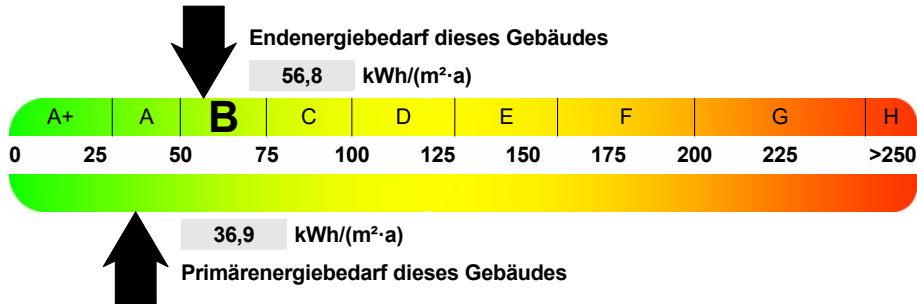 Endenergiebedarf dieses Gebäudes
56,8 kWh/(m²·a)
A+ A B C D E F G H
0 25 50 75 100 125 150 175 200 225 >250
36,9 kWh/(m²·a)
Primärenergiebedarf dieses Gebäudes